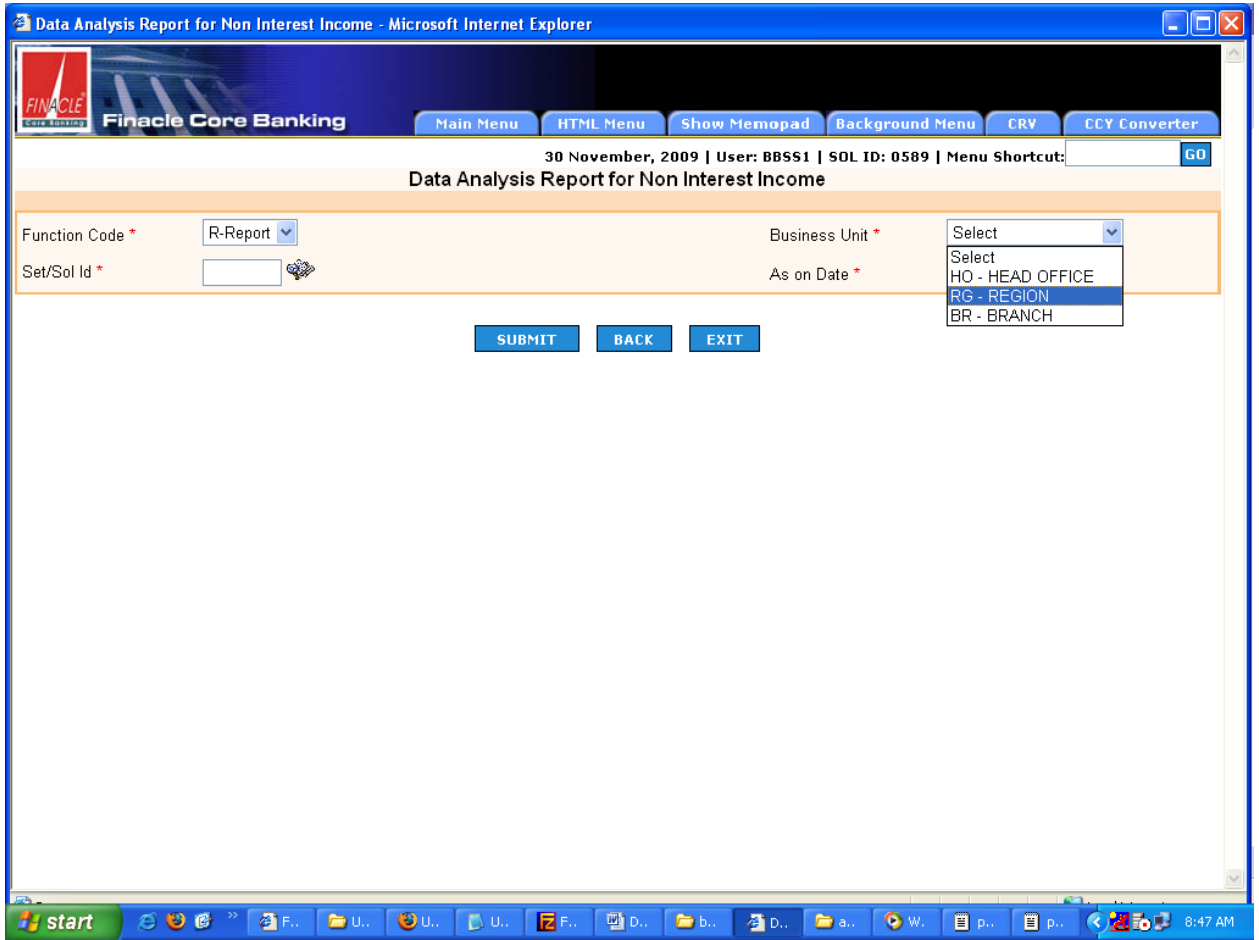 Data Analysis Report for Non Interest Income - Microsoft Internet Explorer
FINACLE
Core Banking
Finacle Core Banking
Main Menu HTML Menu Show Memopad Background Menu CRV CCY Converter
30 November, 2009 | User: BBSS1 | SOL ID: 0589 | Menu Shortcut: GO
Data Analysis Report for Non Interest Income
Function Code * R-Report Business Unit * Select
Select
Set/Sol Id * As on Date * HO - HEAD OFFICE
RG - REGION
BR - BRANCH
SUBMIT BACK EXIT
start F.. U.. U.. U.. F.. D.. b.. D.. a.. W. p.. p.. 8:47 AM